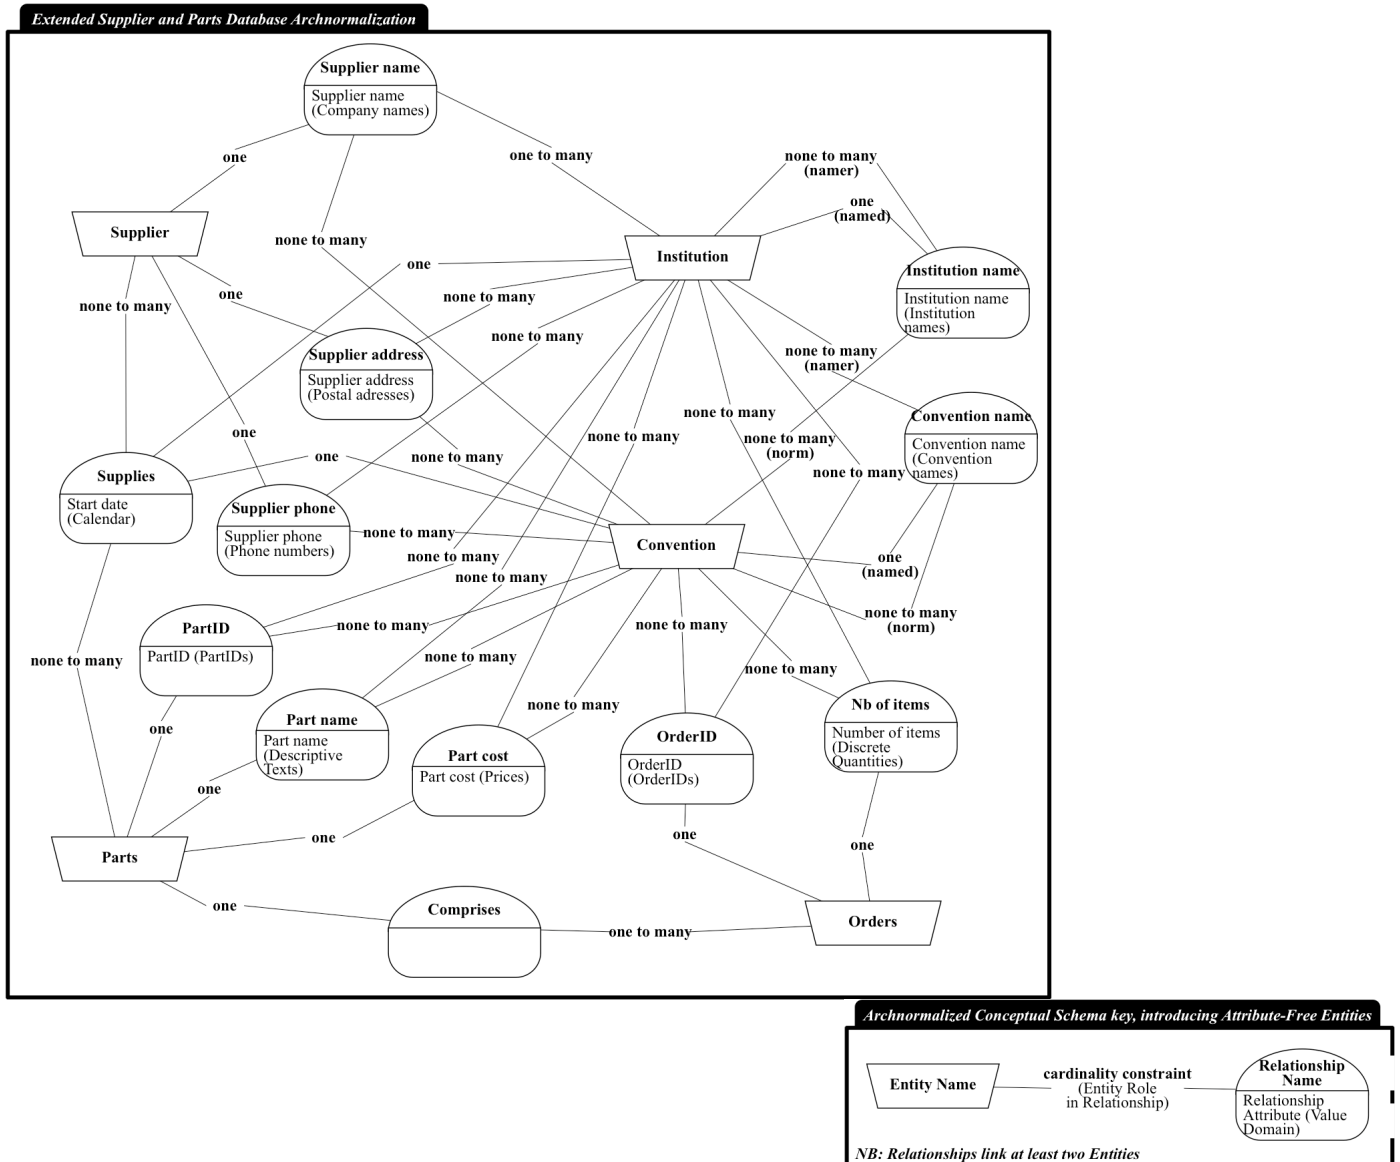 Extended Supplier and Parts Database Archnormalization
Supplier name
Supplier name
(Company names)
one
one to many
none to many
(namer)
one
(named)
Supplier
none to many
Institution
one
Institution name
Institution name
(Institution
names)
one
none to many
none to many
none to many
none to many
(namer)
Supplier address
Supplier address
(Postal adresses)
Convention name
Convention name
(Convention
names)
none to many
one
none to many
none to many
(norm)
none to many
one
none to many
Supplies
Start date
(Calendar)
Supplier phone
Supplier phone
(Phone numbers)
none to many
Convention
none to many
none to many
one
(named)
none to many
(norm)
PartID
PartID (PartIDs)
none to many
none to many
none to many
none to many
none to many
none to many
one
Part name
Part name
(Descriptive
Texts)
Part cost
Part cost (Prices)
OrderID
OrderID
(OrderIDs)
Nb of items
Number of items
(Discrete
Quantities)
one
one
one
one
Parts
one
Comprises
one to many
Orders
Archnormalized Conceptual Schema key, introducing Attribute-Free Entities
Entity Name
cardinality constraint
(Entity Role
in Relationship)
Relationship
Name
Relationship
Attribute (Value
Domain)
NB: Relationships link at least two Entities